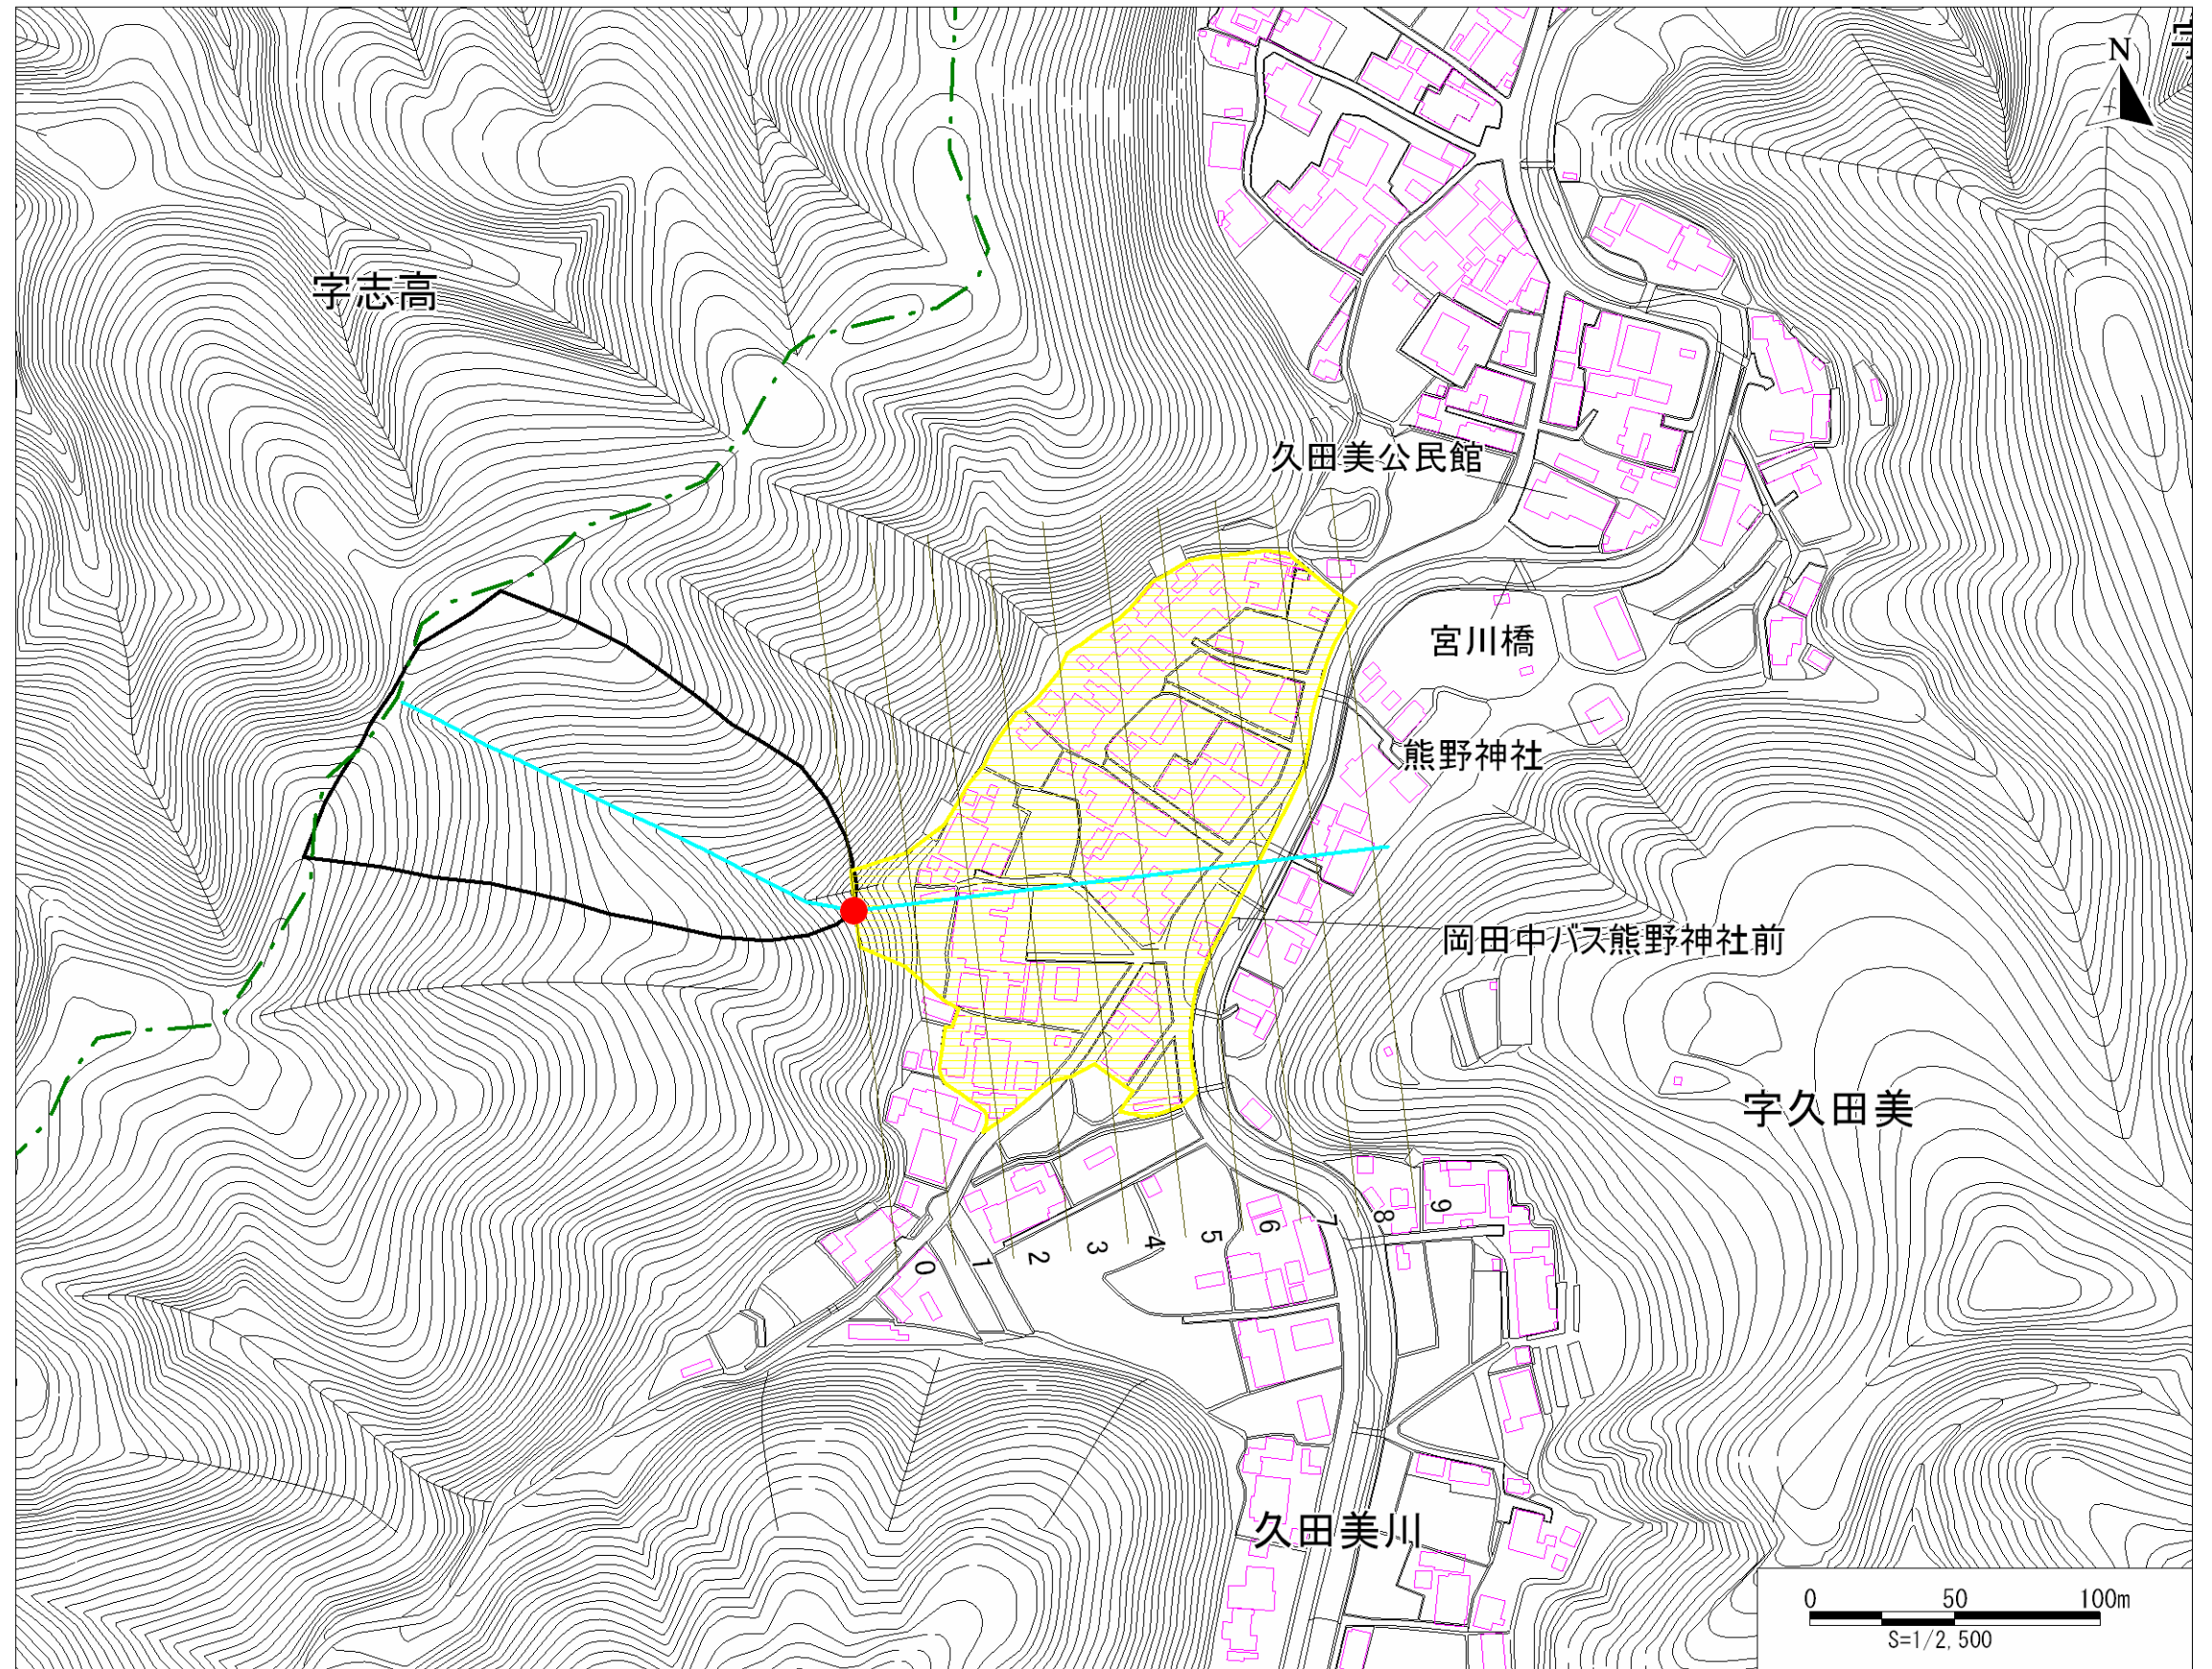 字
N
字志高
久田美公民館
宮川橋
熊野神社
岡田中バス熊野神社前
字久田美
0 1 2 3 4 5 6 7 8 9
久田美川
0 50 100m
S=1/2,500